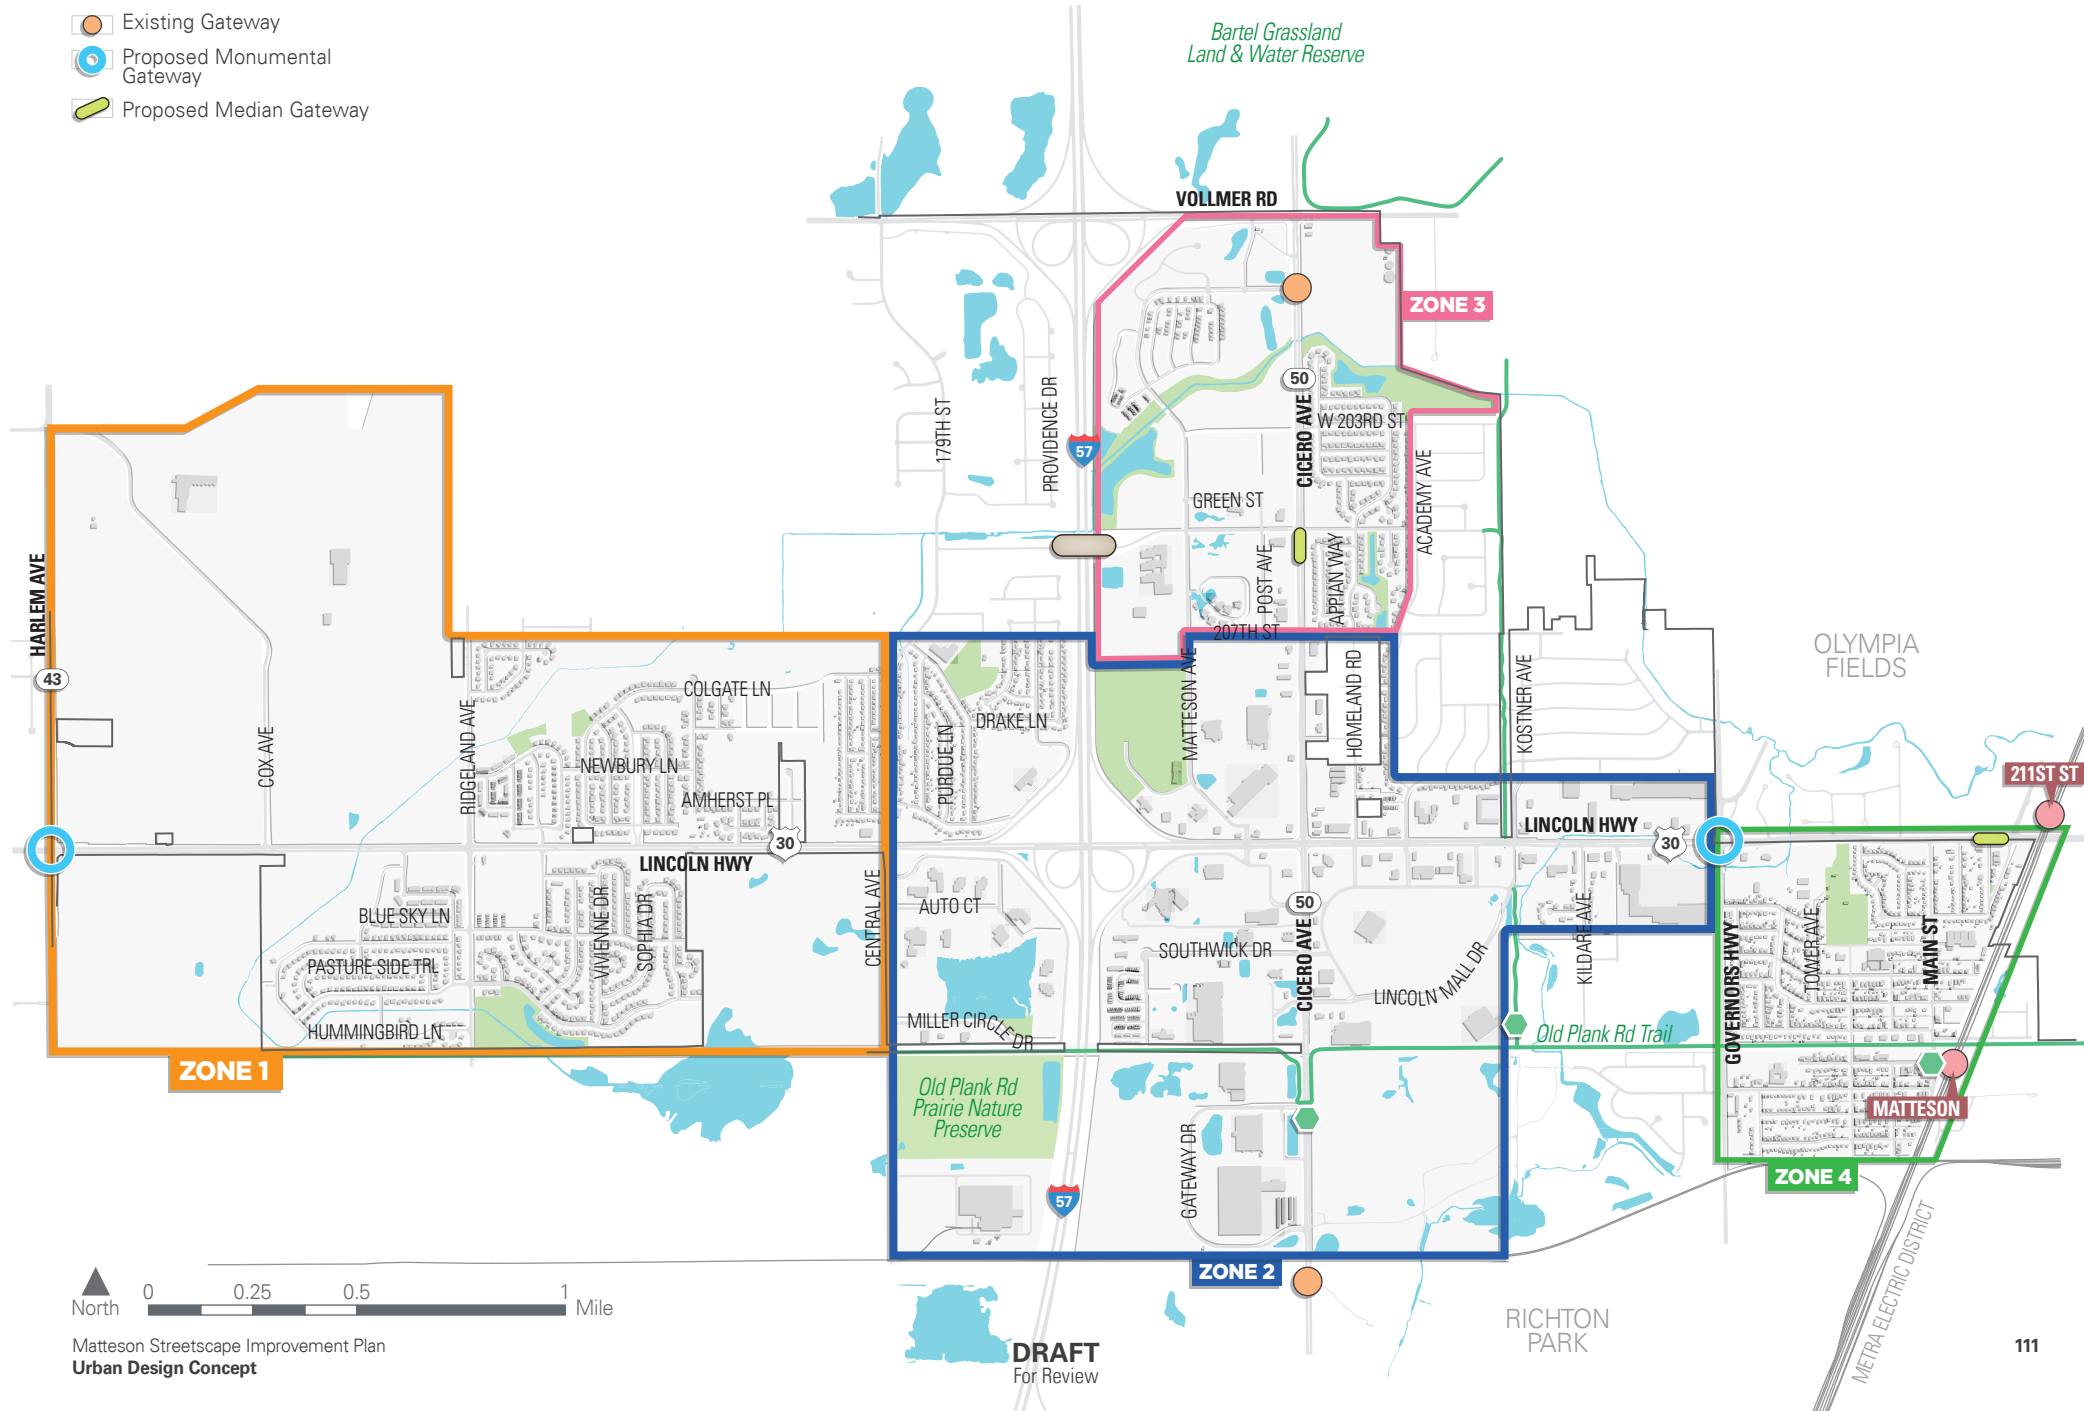 Existing Gateway
Proposed Monumental
Gateway
Proposed Median Gateway
Bartel Grassland
Land & Water Reserve
VOLLMER RD
ZONE 3
50
CICERO AVE
W 203RD ST
179TH ST
PROVIDENCE DR
57
GREEN ST
ACADEMY AVE
POST AVE
APPIAN WAY
207TH ST
HARLEM AVE
43
COX AVE
RIDGELAND AVE
COLGATE LN
NEWBURY LN
AMHERST PL
30
LINCOLN HWY
PURDUE LN
DRAKE LN
MATTESON AVE
HOMELAND RD
KOSTNER AVE
OLYMPIA
FIELDS
211ST ST
LINCOLN HWY
30
BLUE SKY LN
VIVIENNE DR
SOPHIA DR
PASTURE SIDE TRL
HUMMINGBIRD LN
CENTRAL AVE
AUTO CT
MILLER CIRCLE DR
50
CICERO AVE
SOUTHWICK DR
LINCOLN MALL DR
KILDARE AVE
GOVERNORS HWY
TOWER AVE
MAIN ST
Old Plank Rd Trail
ZONE 1
Old Plank Rd
Prairie Nature
Preserve
MATTESON
GATEWAY DR
57
ZONE 4
ZONE 2
METRA ELECTRIC DISTRICT
RICHTON
PARK
North
0 0.25 0.5 1
Mile
Matteson Streetscape Improvement Plan
Urban Design Concept
DRAFT
For Review
111